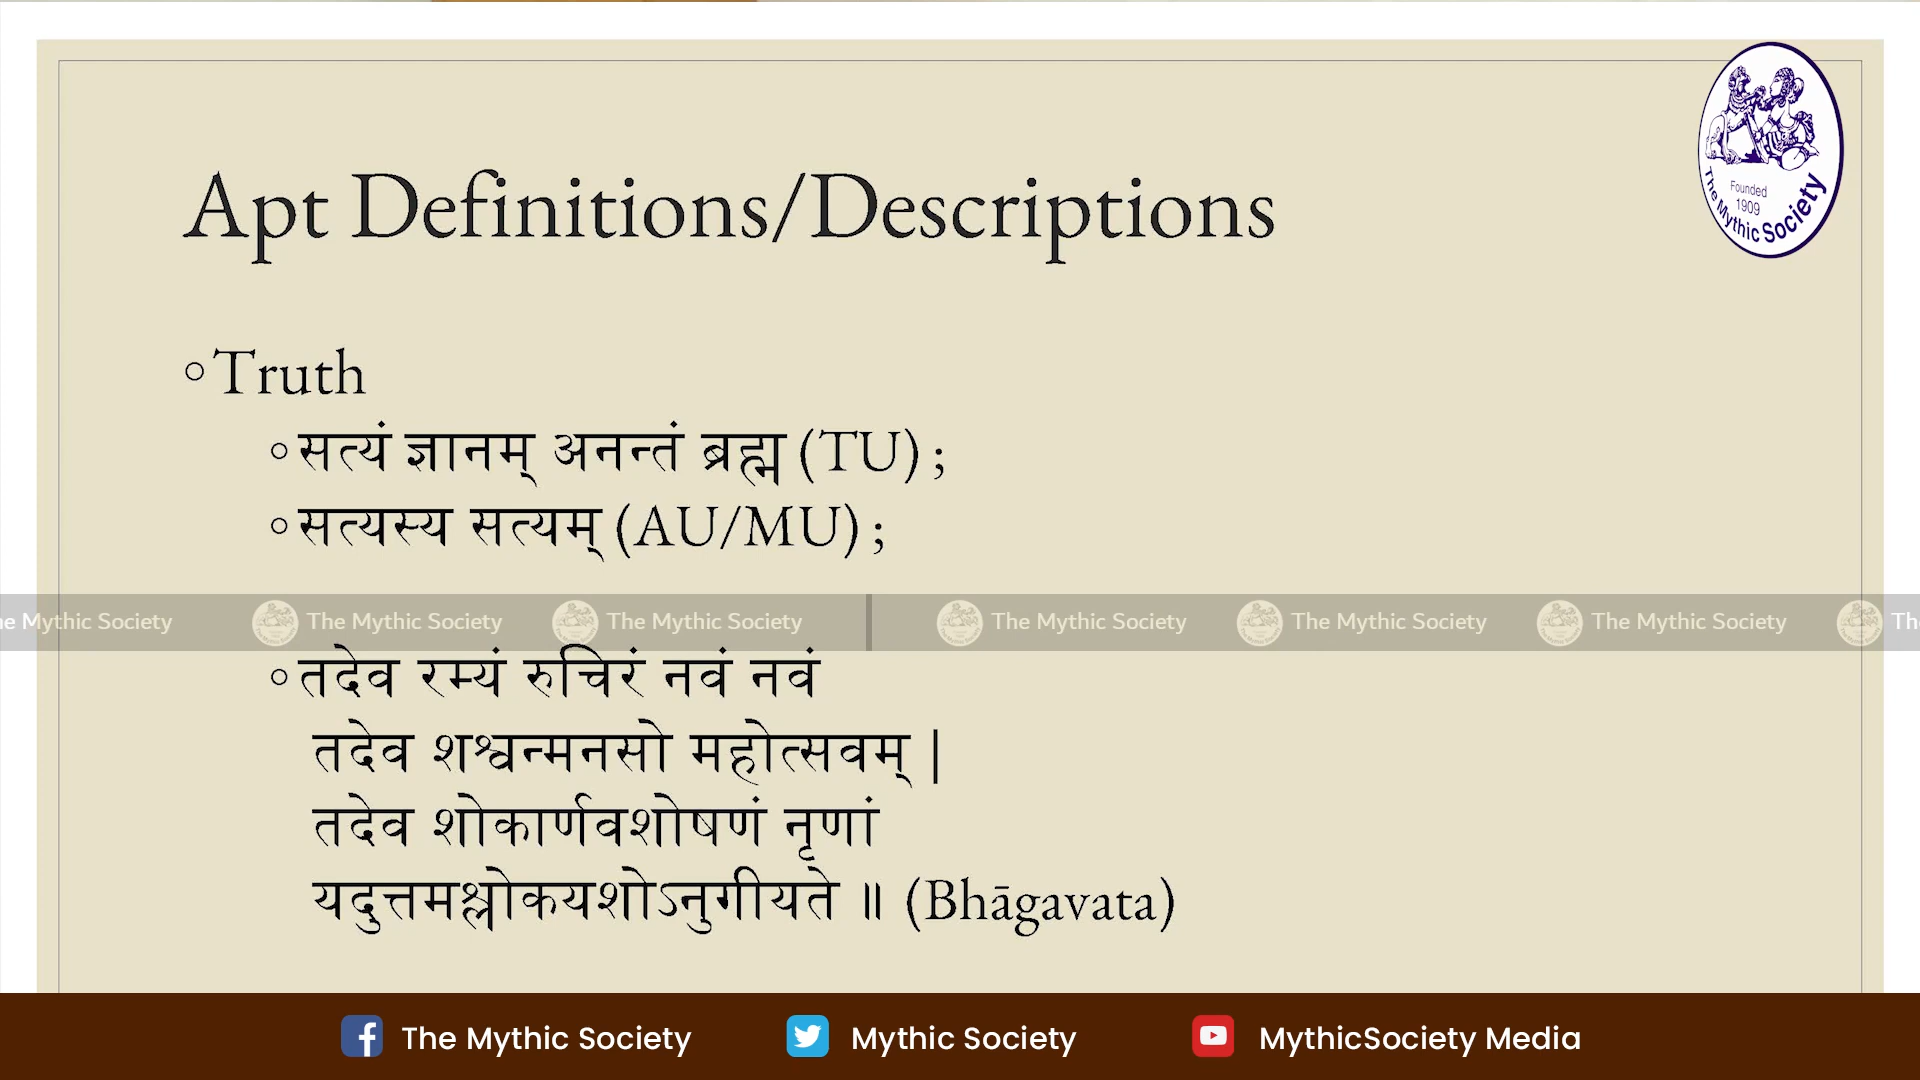 Apt Definitions/Descriptions
Founded
1909
The Mythic Society
◦Truth
◦सत्यं ज्ञानम् अनन्तं ब्रह्म (TU) ;
◦सत्यस्य सत्यम् (AU/MU) ;
he Mythic Society The Mythic Society The Mythic Society The Mythic Society The Mythic Society The Mythic Society Th
◦तदेव रम्यं रुचिरं नवं नवं
तदेव शश्वन्मनसो महोत्सवम् |
तदेव शोकार्णवशोषणं नृणां
यदुत्तमश्लोकयशोऽनुगीयते ॥ (Bhāgavata)
The Mythic Society Mythic Society MythicSociety Media